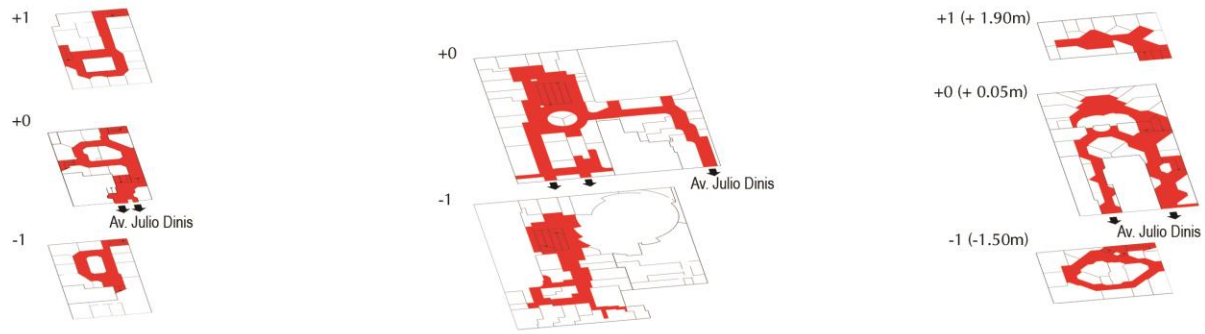 +1
+0
Av. Julio Dinis
-1
+0
Av. Julio Dinis
-1
+1 (+ 1.90m)
+0 (+ 0.05m)
Av. Julio Dinis
-1 (-1.50m)